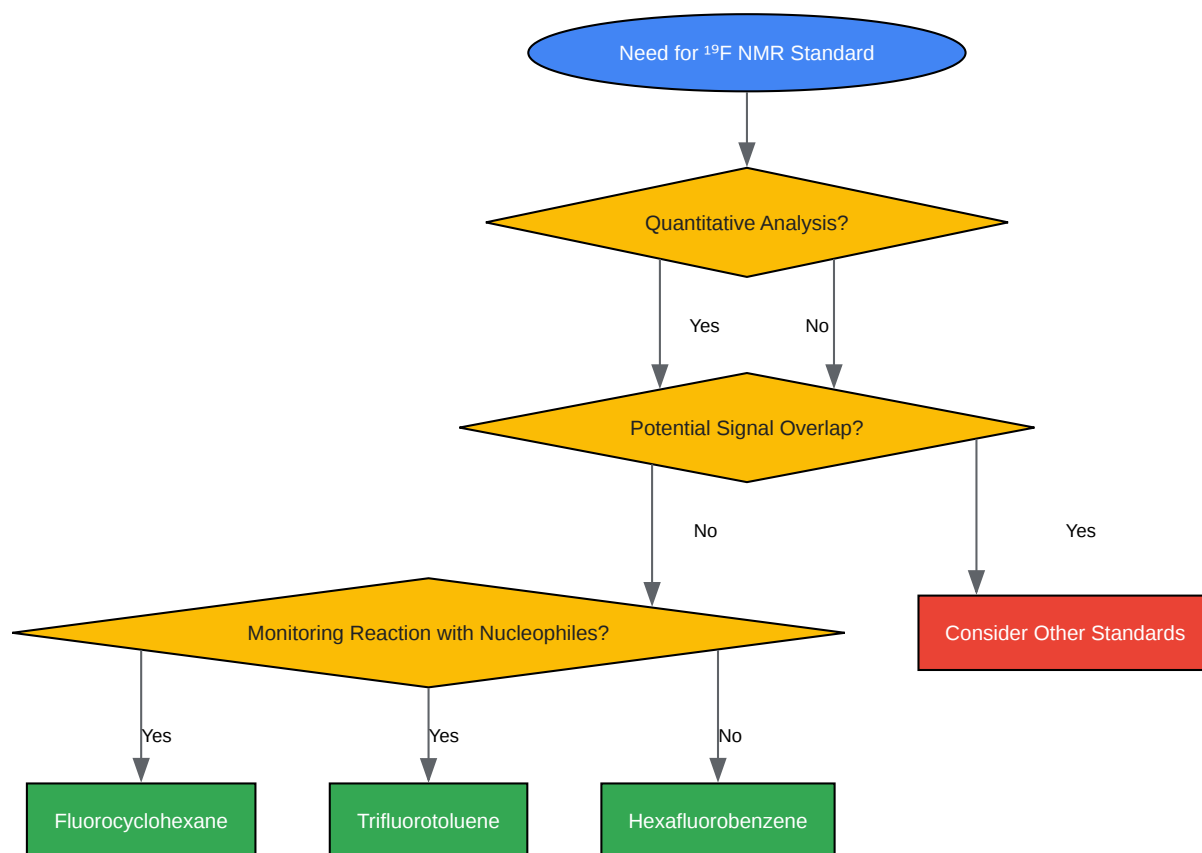 Need for ¹⁹F NMR Standard
Quantitative Analysis?
Yes
No
Potential Signal Overlap?
No
Yes
Monitoring Reaction with Nucleophiles?
Consider Other Standards
Yes
Yes
No
Fluorocyclohexane
Trifluorotoluene
Hexafluorobenzene